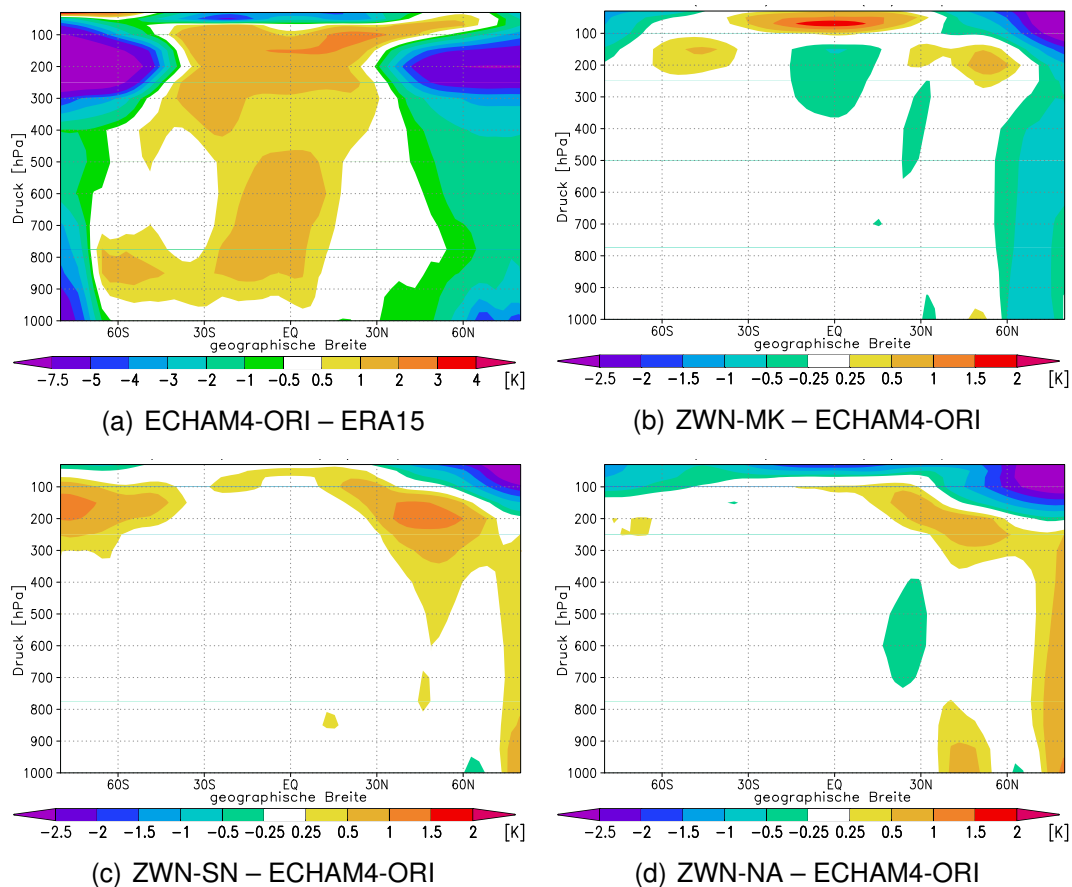 100
200
300
400
500
600
700
800
900
1000
Druck [hPa]
60S 30S EQ 30N 60N
geographische Breite
−7.5 −5 −4 −3 −2 −1 −0.5 0.5 1 2 3 4 [K]
(a) ECHAM4-ORI – ERA15
100
200
300
400
500
600
700
800
900
1000
Druck [hPa]
60S 30S EQ 30N 60N
geographische Breite
−2.5 −2 −1.5 −1 −0.5 −0.25 0.25 0.5 1 1.5 2 [K]
(b) ZWN-MK – ECHAM4-ORI
100
200
300
400
500
600
700
800
900
1000
Druck [hPa]
60S 30S EQ 30N 60N
geographische Breite
−2.5 −2 −1.5 −1 −0.5 −0.25 0.25 0.5 1 1.5 2 [K]
(c) ZWN-SN – ECHAM4-ORI
100
200
300
400
500
600
700
800
900
1000
Druck [hPa]
60S 30S EQ 30N 60N
geographische Breite
−2.5 −2 −1.5 −1 −0.5 −0.25 0.25 0.5 1 1.5 2 [K]
(d) ZWN-NA – ECHAM4-ORI